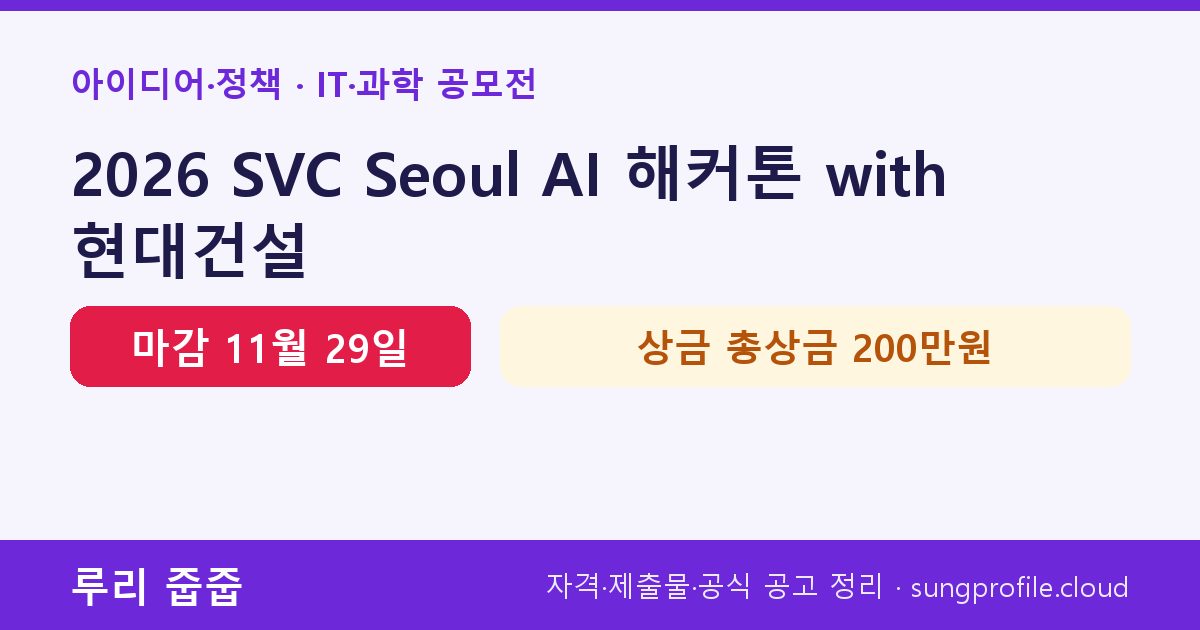 아이디어·정책 · IT·과학 공모전
2026 SVC Seoul AI 해커톤 with
현대건설
마감 11월 29일
상금 총상금 200만원
루리 줍줍
자격·제출물·공식 공고 정리 · sungprofile.cloud